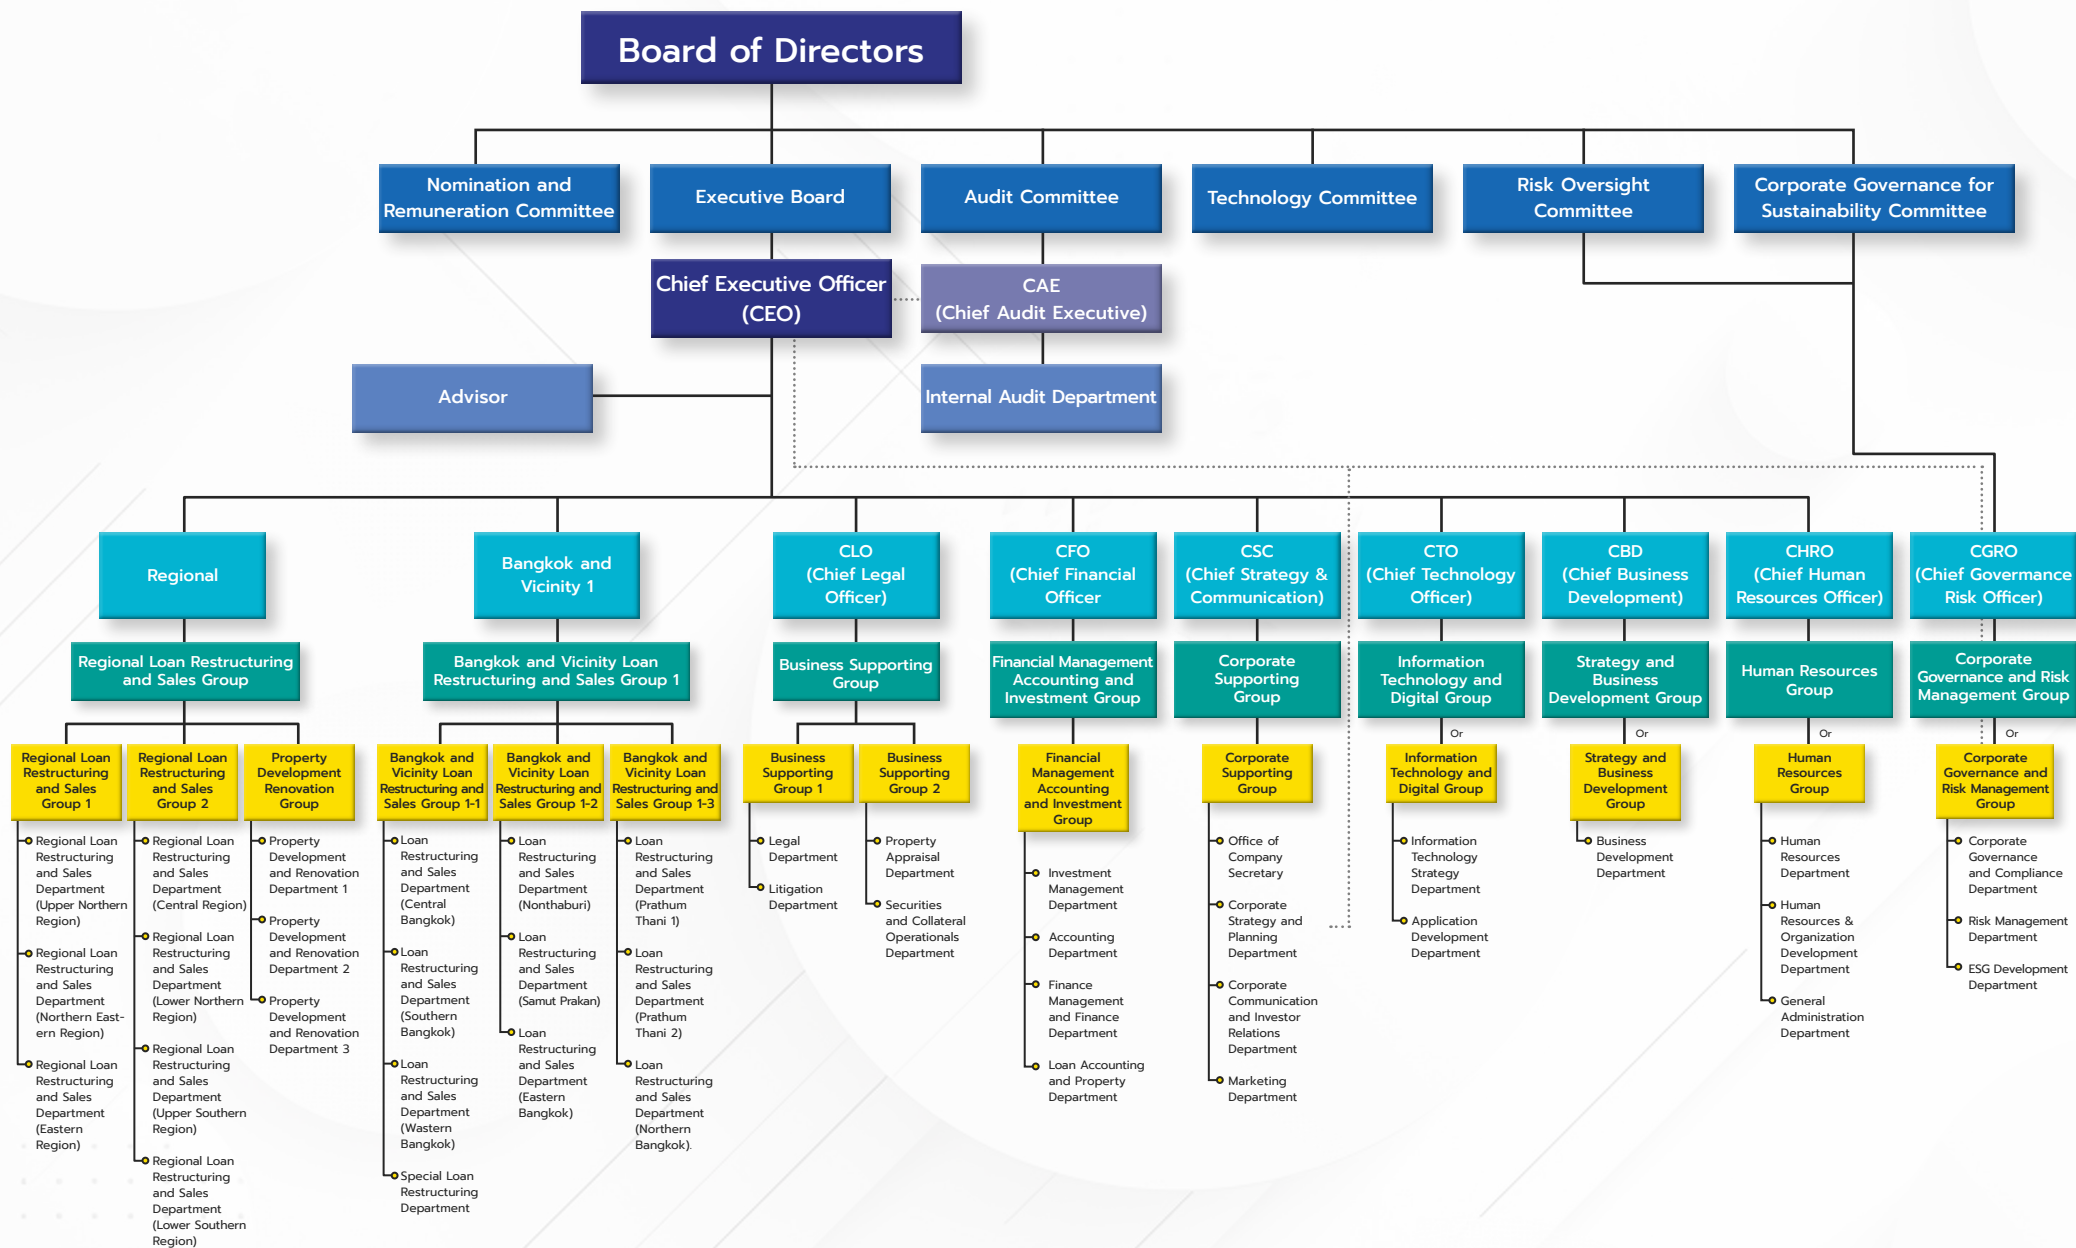 Board of Directors
Nomination and
Remuneration Committee
Executive Board
Audit Committee
Technology Committee
Risk Oversight
Committee
Corporate Governance for
Sustainability Committee
Chief Executive Officer
(CEO)
CAE
(Chief Audit Executive)
Advisor
Internal Audit Department
Regional
Bangkok and
Vicinity 1
CLO
(Chief Legal
Officer)
CFO
(Chief Financial
Officer
CSC
(Chief Strategy &
Communication)
CTO
(Chief Technology
Officer)
CBD
(Chief Business
Development)
CHRO
(Chief Human
Resources Officer)
CGRO
(Chief Govermance
Risk Officer)
Regional Loan Restructuring
and Sales Group
Bangkok and Vicinity Loan
Restructuring and Sales Group 1
Business Supporting
Group
Financial Management
Accounting and
Investment Group
Corporate
Supporting
Group
Information
Technology and
Digital Group
Strategy and
Business
Development Group
Human Resources
Group
Corporate
Governance and Risk
Management Group
Or
Or
Or
Or
Regional Loan
Restructuring
and Sales
Group 1
Regional Loan
Restructuring
and Sales
Group 2
Property
Development
Renovation
Group
Bangkok and
Vicinity Loan
Restructuring and
Sales Group 1-1
Bangkok and
Vicinity Loan
Restructuring and
Sales Group 1-2
Bangkok and
Vicinity Loan
Restructuring and
Sales Group 1-3
Business
Supporting
Group 1
Business
Supporting
Group 2
Financial
Management
Accounting
and Investment
Group
Corporate
Supporting
Group
Information
Technology and
Digital Group
Strategy and
Business
Development
Group
Human
Resources
Group
Corporate
Governance and
Risk Management
Group
Regional Loan
Restructuring
and Sales
Department
(Upper Northern
Region)
Regional Loan
Restructuring
and Sales
Department
(Northern East-
ern Region)
Regional Loan
Restructuring
and Sales
Department
(Eastern
Region)
Regional Loan
Restructuring
and Sales
Department
(Central Region)
Regional Loan
Restructuring
and Sales
Department
(Lower Northern
Region)
Regional Loan
Restructuring
and Sales
Department
(Upper Southern
Region)
Regional Loan
Restructuring
and Sales
Department
(Lower Southern
Region)
Property
Development
and Renovation
Department 1
Property
Development
and Renovation
Department 2
Property
Development
and Renovation
Department 3
Loan
Restructuring
and Sales
Department
(Central
Bangkok)
Loan
Restructuring
and Sales
Department
(Southern
Bangkok)
Loan
Restructuring
and Sales
Department
(Wastern
Bangkok)
Special Loan
Restructuring
Department
Loan
Restructuring
and Sales
Department
(Nonthaburi)
Loan
Restructuring
and Sales
Department
(Samut Prakan)
Loan
Restructuring
and Sales
Department
(Eastern
Bangkok)
Loan
Restructuring
and Sales
Department
(Prathum
Thani 1)
Loan
Restructuring
and Sales
Department
(Prathum
Thani 2)
Loan
Restructuring
and Sales
Department
(Northern
Bangkok).
Legal
Department
Litigation
Department
Property
Appraisal
Department
Securities
and Collateral
Operationals
Department
Investment
Management
Department
Accounting
Department
Finance
Management
and Finance
Department
Loan Accounting
and Property
Department
Office of
Company
Secretary
Corporate
Strategy and
Planning
Department
Corporate
Communication
and Investor
Relations
Department
Marketing
Department
Information
Technology
Strategy
Department
Application
Development
Department
Business
Development
Department
Human
Resources
Department
Human
Resources &
Organization
Development
Department
General
Administration
Department
Corporate
Governance
and Compliance
Department
Risk Management
Department
ESG Development
Department